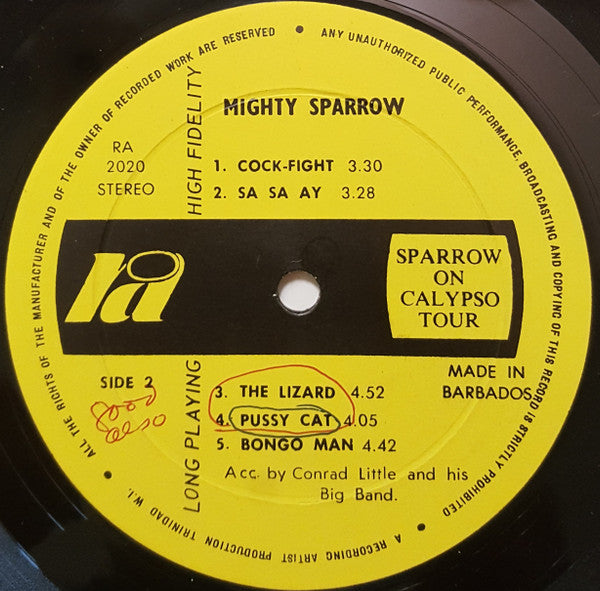 ALL THE RIGHTS OF THE MANUFACTURER AND OF THE OWNER OF RECORDED WORK ARE RESERVED • ANY UNAUTHORIZED PUBLIC PERFORMANCE, BROADCASTING AND COPYING OF THIS RECORD IS STRICTLY PROHIBITED •
MiGHTY SPARROW
RA
2020
STEREO
HIGH FIDELITY
1. COCK-FIGHT 3.30
2. SA SA AY 3.28
ra
SPARROW
ON
CALYPSO
TOUR
SIDE 2
good
also
LONG PLAYING
MADE IN
BARBADOS
3. THE LIZARD 4.52
4. PUSSY CAT 4.05
5. BONGO MAN 4.42
Acc. by Conrad Little and his
Big Band.
A RECORDING ARTIST PRODUCTION TRINIDAD W.I. •